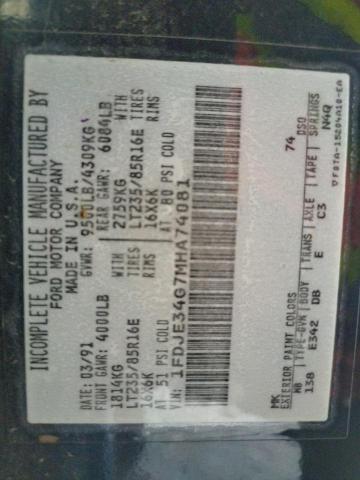 INCOMPLETE VEHICLE MANUFACTURED BY
FORD MOTOR COMPANY
MADE IN U.S.A.
DATE: 03/91 GVWR: 9500LB/4309KG
FRONT GAWR: 4000LB REAR GAWR: 6084LB
1814KG WITH 2759KG WITH
LT235/85R16E TIRES LT235/85R16E TIRES
16X6K RIMS 16X6K RIMS
AT 51 PSI COLD AT 80 PSI COLD
VIN: 1FDJE34G7MHA74081
74 DSO
MK
EXTERIOR PAINT COLORS
WB TYPE-GVW BODY TRANS AXLE TAPE SPRINGS
138 E342 DB E C3 N4Q